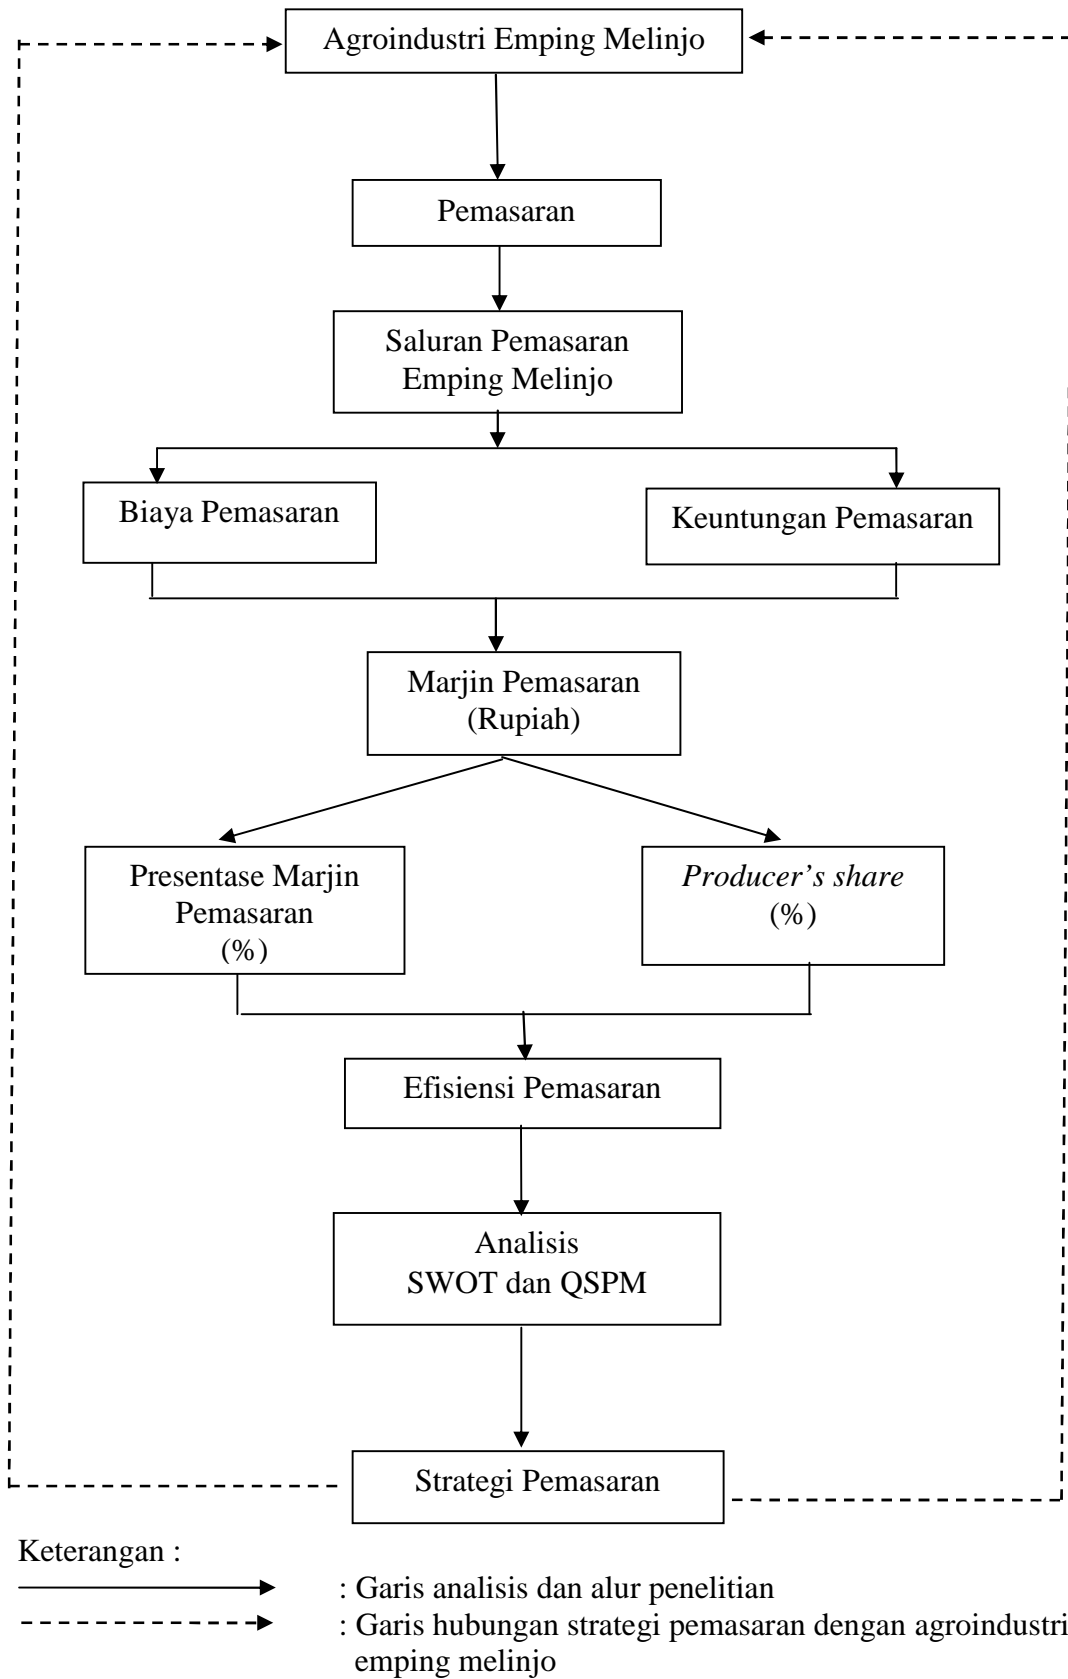 Agroindustri Emping Melinjo
Pemasaran
Saluran Pemasaran
Emping Melinjo
Biaya Pemasaran
Keuntungan Pemasaran
Marjin Pemasaran
(Rupiah)
Presentase Marjin
Pemasaran
(%)
Producer’s share
(%)
Efisiensi Pemasaran
Analisis
SWOT dan QSPM
Strategi Pemasaran
Keterangan :
: Garis analisis dan alur penelitian
: Garis hubungan strategi pemasaran dengan agroindustri
emping melinjo